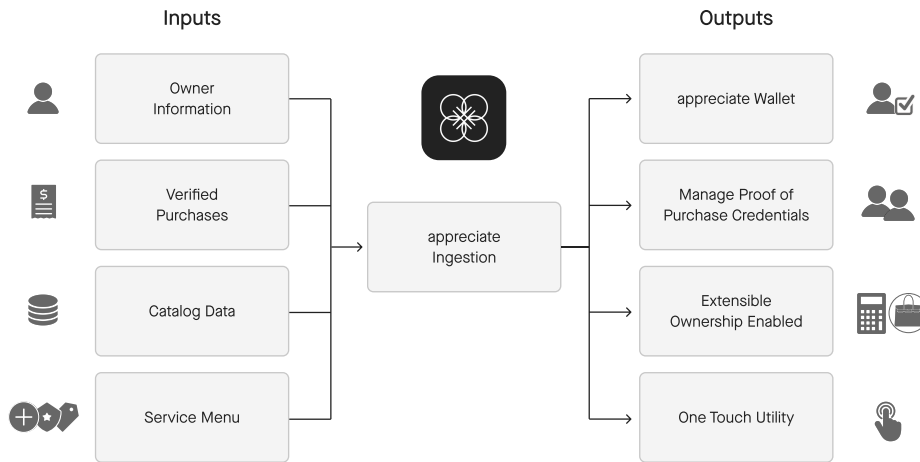 Inputs
Outputs
Owner
Information
Verified
Purchases
Catalog Data
Service Menu
$
appreciate
Ingestion
appreciate Wallet
Manage Proof of
Purchase Credentials
Extensible
Ownership Enabled
One Touch Utility